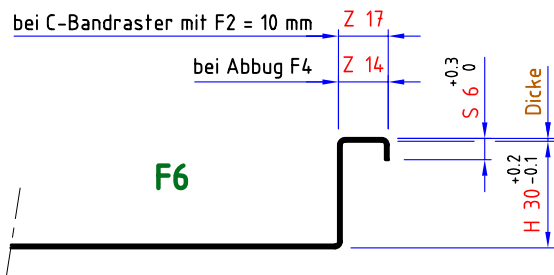 bei C-Bandraster mit F2 = 10 mm Z 17
bei Abbug F4 Z 14
F6
S 6 +0.3 0
Dicke
H 30 +0.2 -0.1